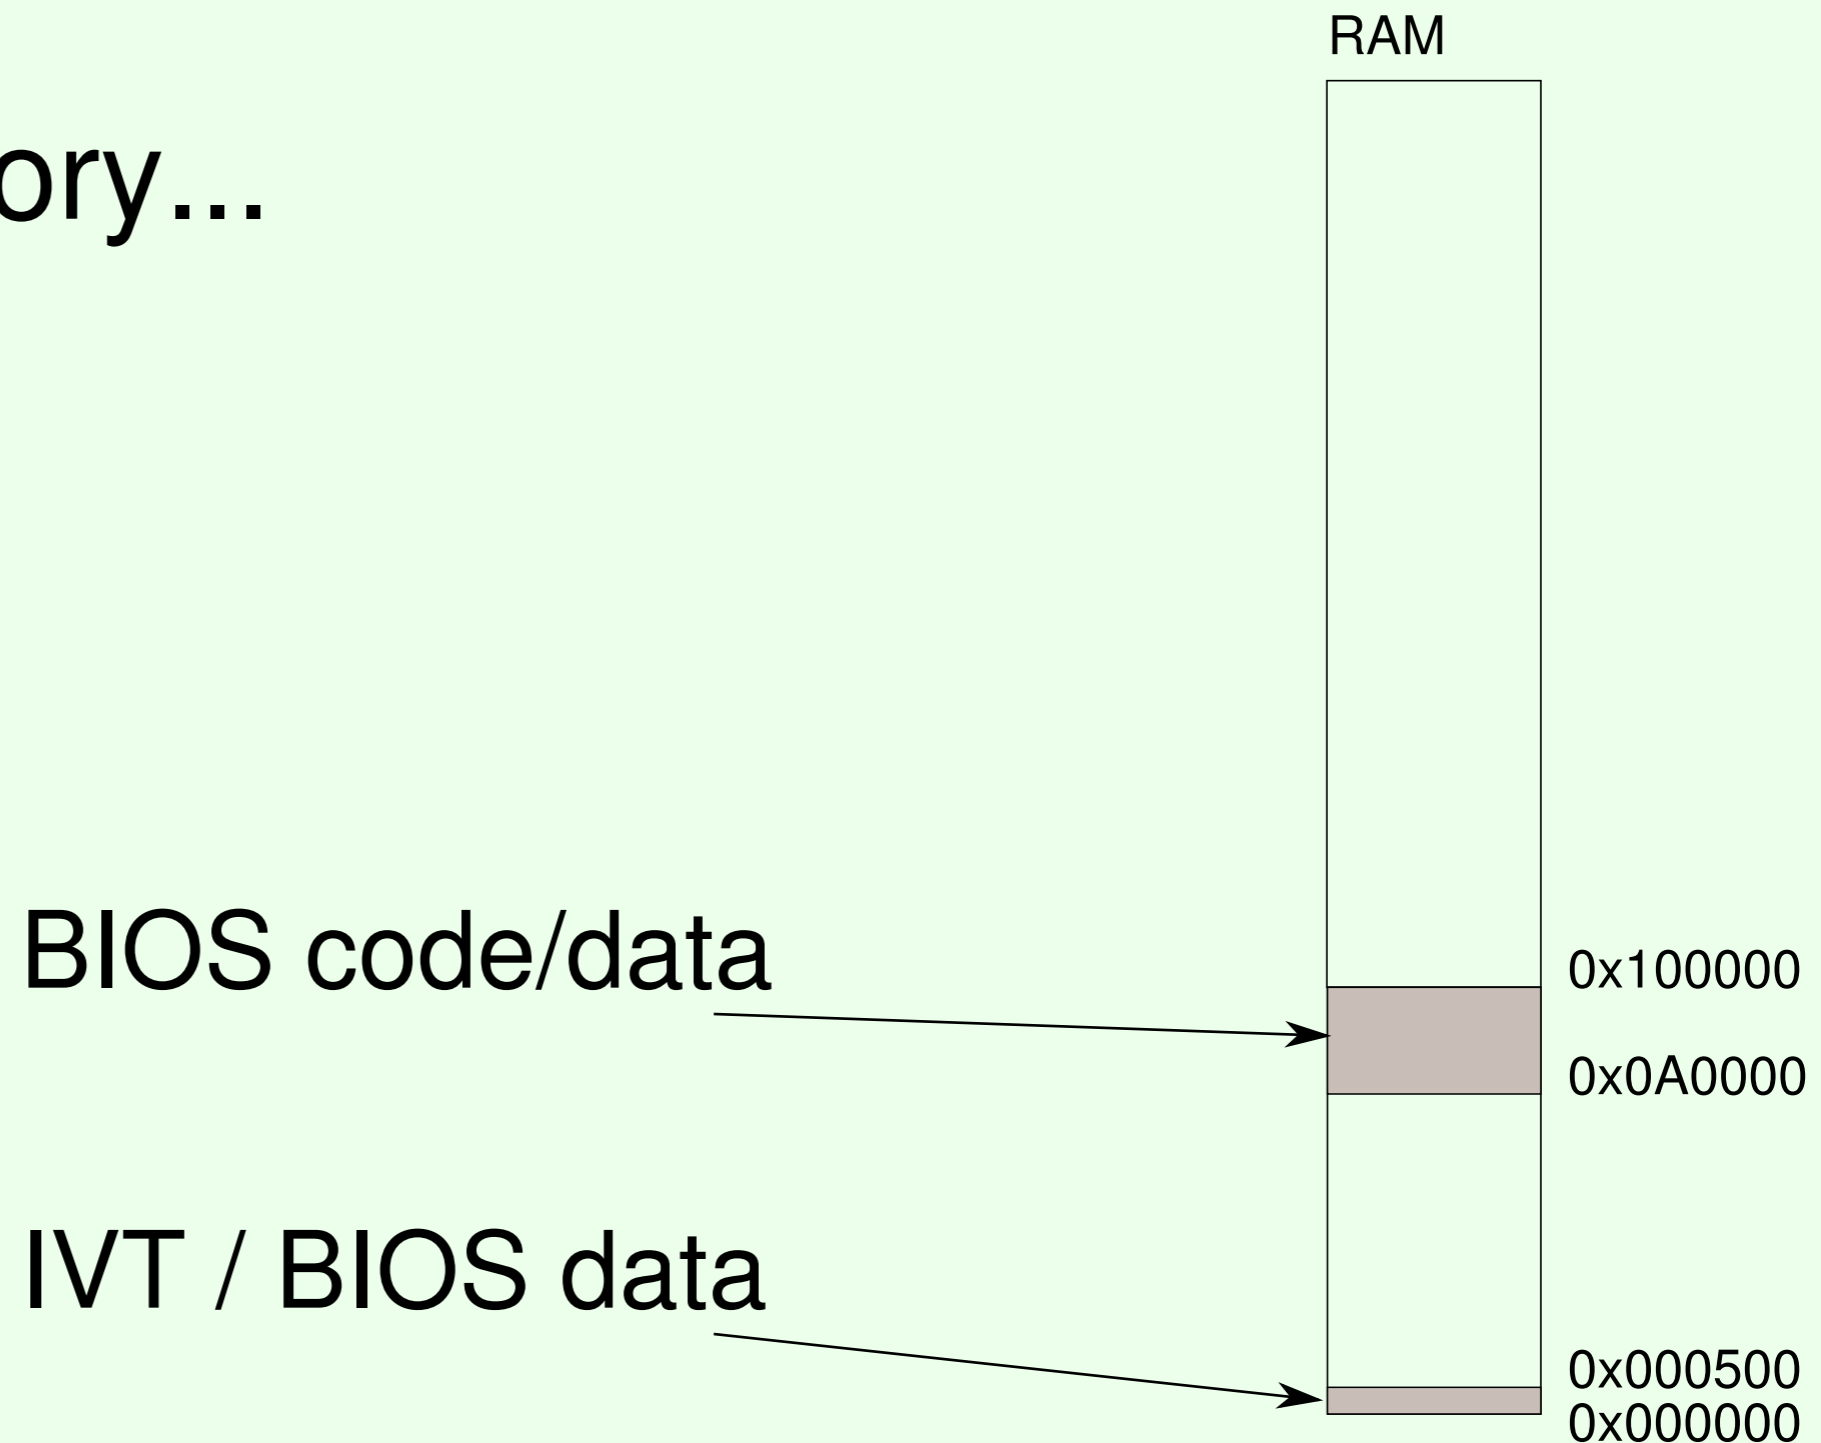 RAM
ory...
BIOS code/data
0x100000
0x0A0000
IVT / BIOS data
0x000500
0x000000